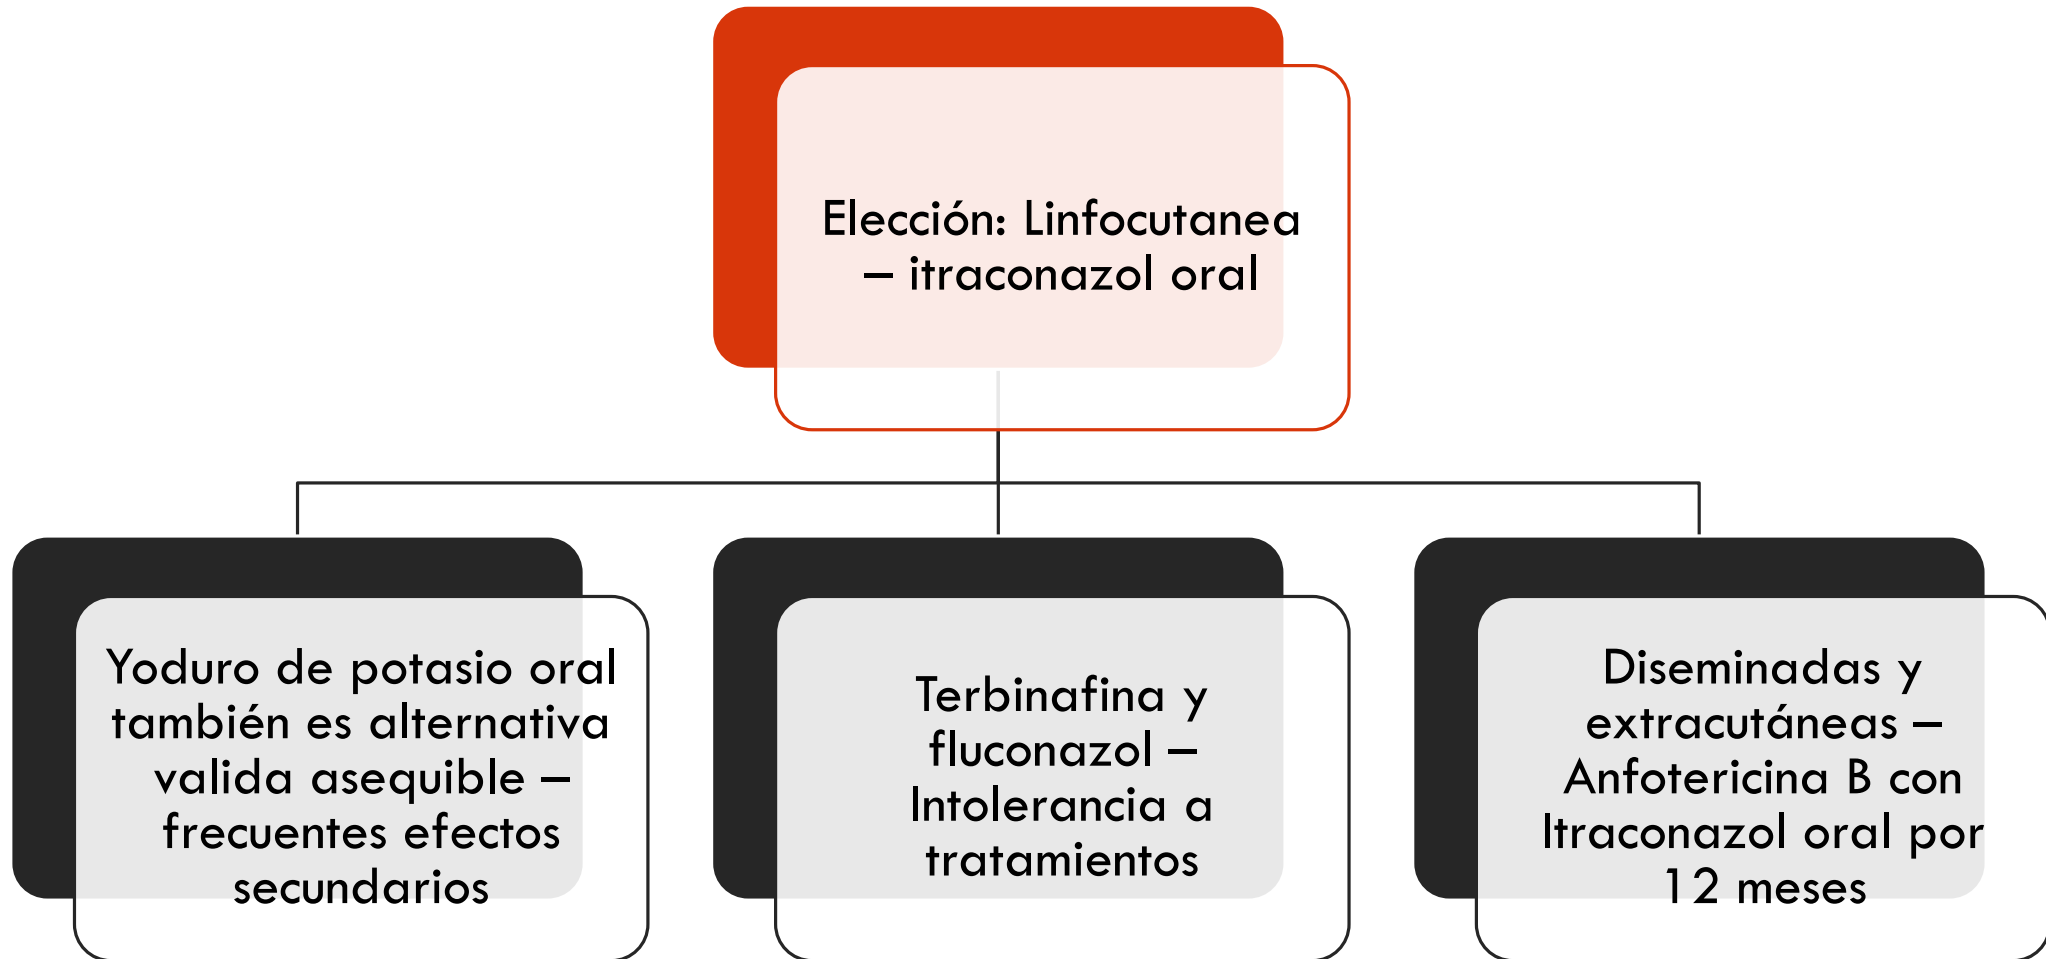 Elección: Linfocutanea
– itraconazol oral
Yoduro de potasio oral
también es alternativa
valida asequible –
frecuentes efectos
secundarios
Terbinafina y
fluconazol –
Intolerancia a
tratamientos
Diseminadas y
extracutáneas –
Anfotericina B con
Itraconazol oral por
12 meses